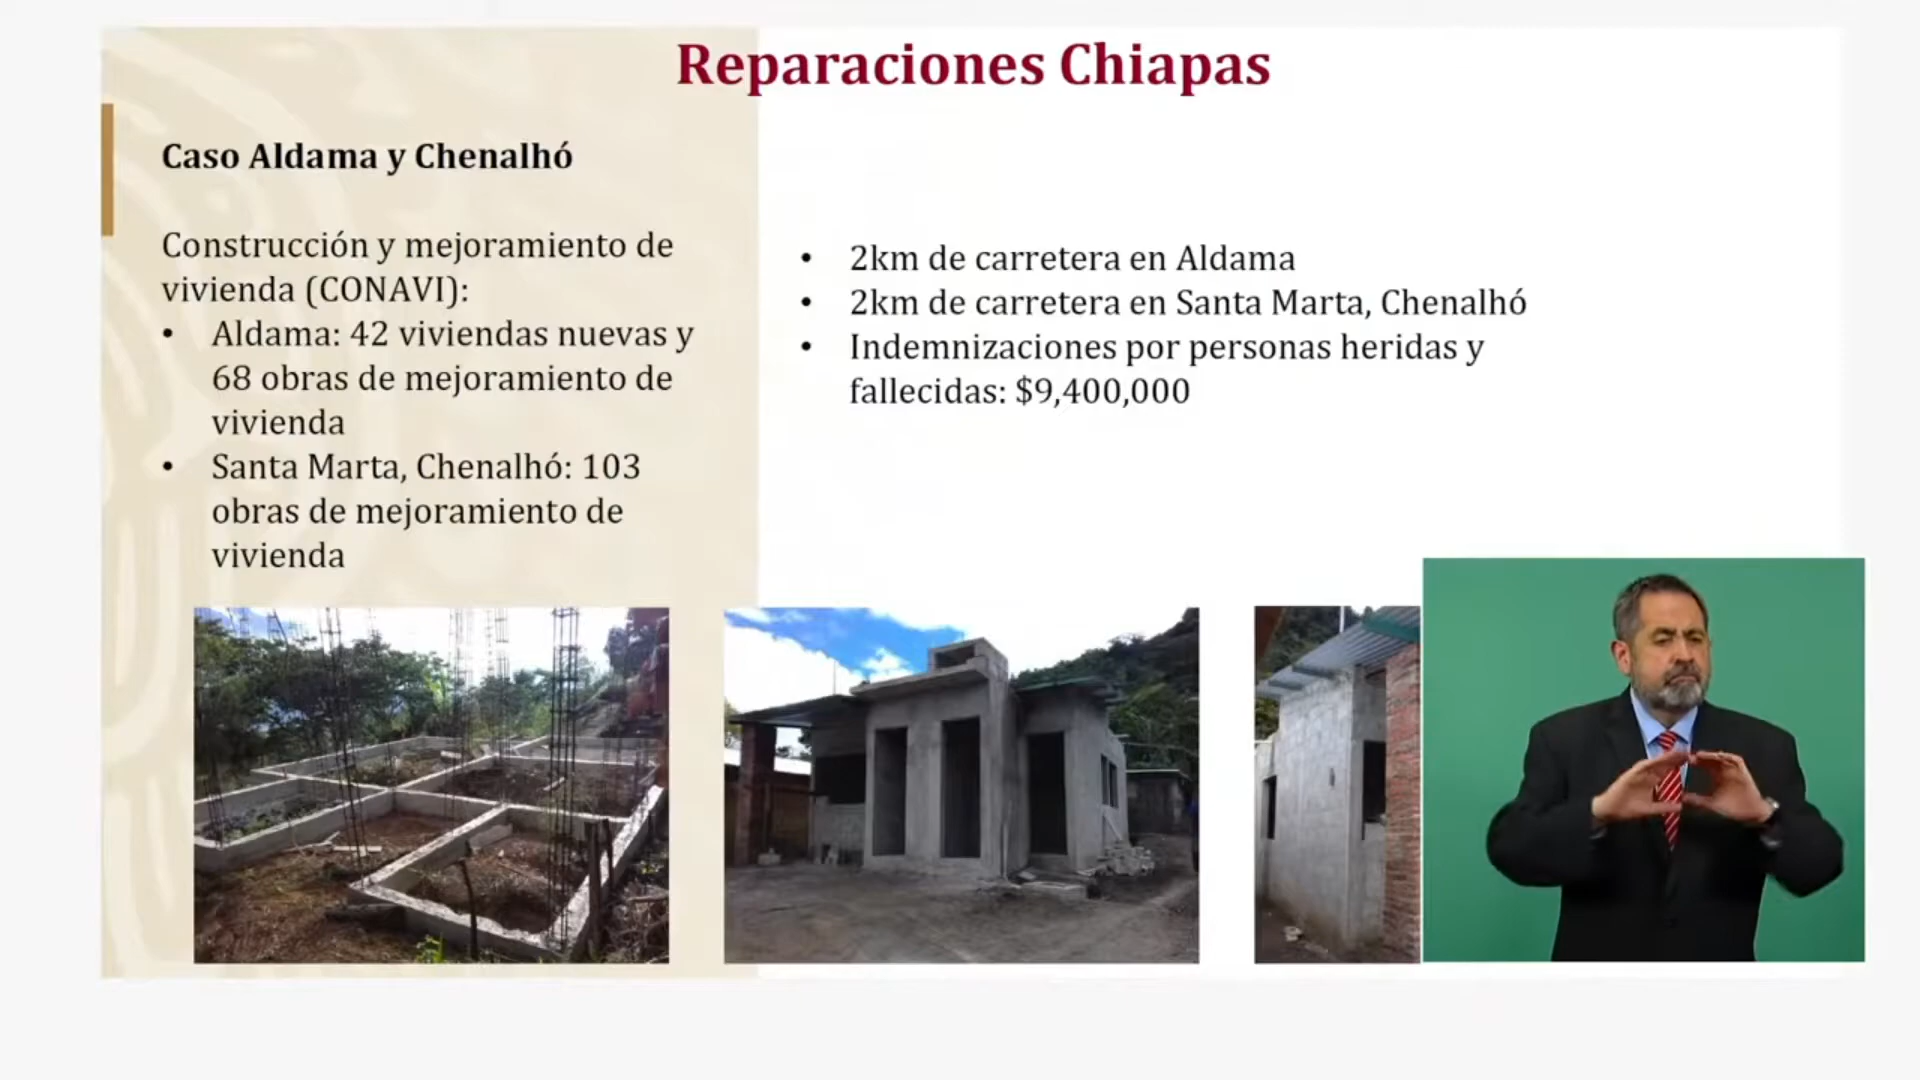 Reparaciones Chiapas
Caso Aldama y Chenalhó
Construcción y mejoramiento de
vivienda (CONAVI):
• Aldama: 42 viviendas nuevas y
68 obras de mejoramiento de
vivienda
• Santa Marta, Chenalhó: 103
obras de mejoramiento de
vivienda
• 2km de carretera en Aldama
• 2km de carretera en Santa Marta, Chenalhó
• Indemnizaciones por personas heridas y
fallecidas: $9,400,000